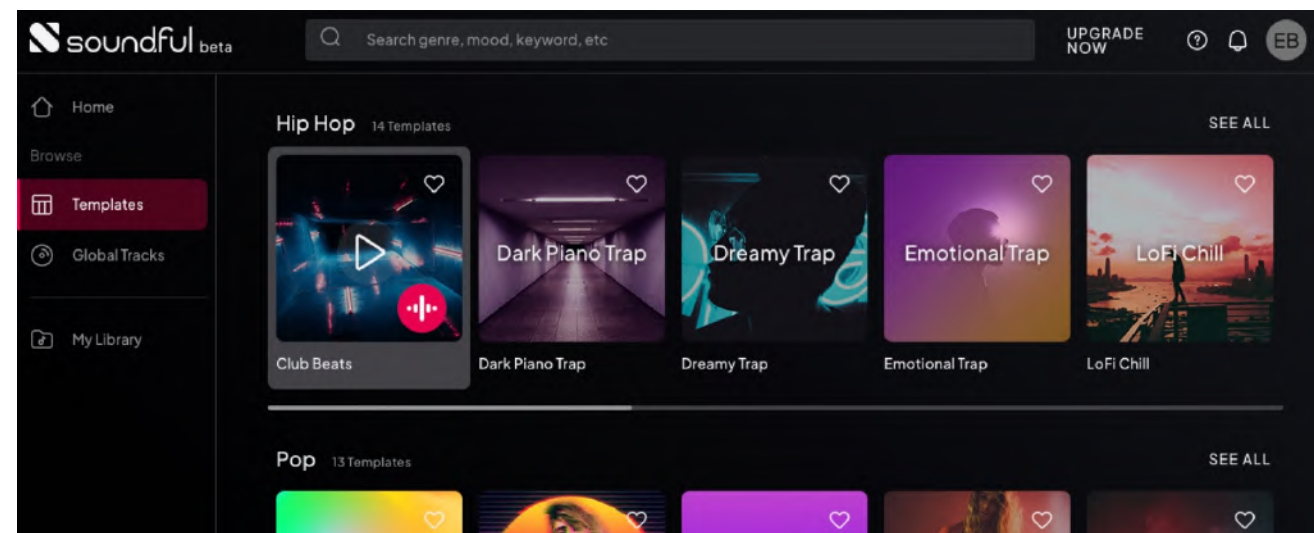 soundful beta
Search genre, mood, keyword, etc
UPGRADE
NOW
EB
Home
Browse
Templates
Global Tracks
My Library
Hip Hop 14 Templates SEE ALL
Dark Piano Trap Dreamy Trap Emotional Trap LoFi Chill
Club Beats Dark Piano Trap Dreamy Trap Emotional Trap LoFi Chill
Pop 13 Templates SEE ALL